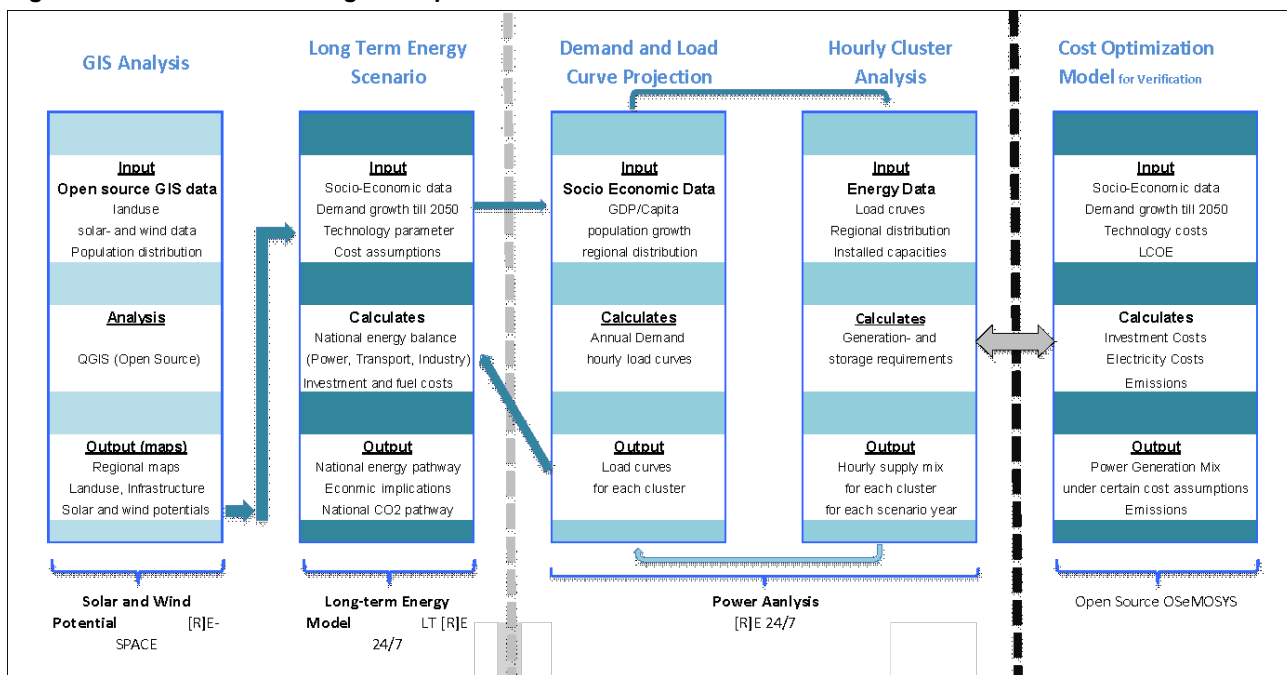 GIS Analysis
Long Term Energy
Scenario
Demand and Load
Curve Projection
Hourly Cluster
Analysis
Cost Optimization
Model for Verification
Input
Open source GIS data
landuse
solar- and wind data
Population distribution
Analysis
QGIS (Open Source)
Output (maps)
Regional maps
Landuse, Infrastructure
Solar and wind potentials
Input
Socio-Economic data
Demand growth till 2050
Technology parameter
Cost assumptions
Calculates
National energy balance
(Power, Transport, Industry)
Investment and fuel costs
Output
National energy pathway
Econmic implications
National CO2 pathway
Input
Socio Economic Data
GDP/Capita
population growth
regional distribution
Calculates
Annual Demand
hourly load curves
Output
Load curves
for each cluster
Input
Energy Data
Load cruves
Regional distribution
Installed capacities
Calculates
Generation- and
storage requirements
Output
Hourly supply mix
for each cluster
for each scenario year
Input
Socio-Economic data
Demand growth till 2050
Technology costs
LCOE
Calculates
Investment Costs
Electricity Costs
Emissions
Output
Power Generation Mix
under certain cost assumptions
Emissions
Solar and Wind
Potential [R]E-
SPACE
Long-term Energy
Model LT [R]E
24/7
Power Aanlysis
[R]E 24/7
Open Source OSeMOSYS